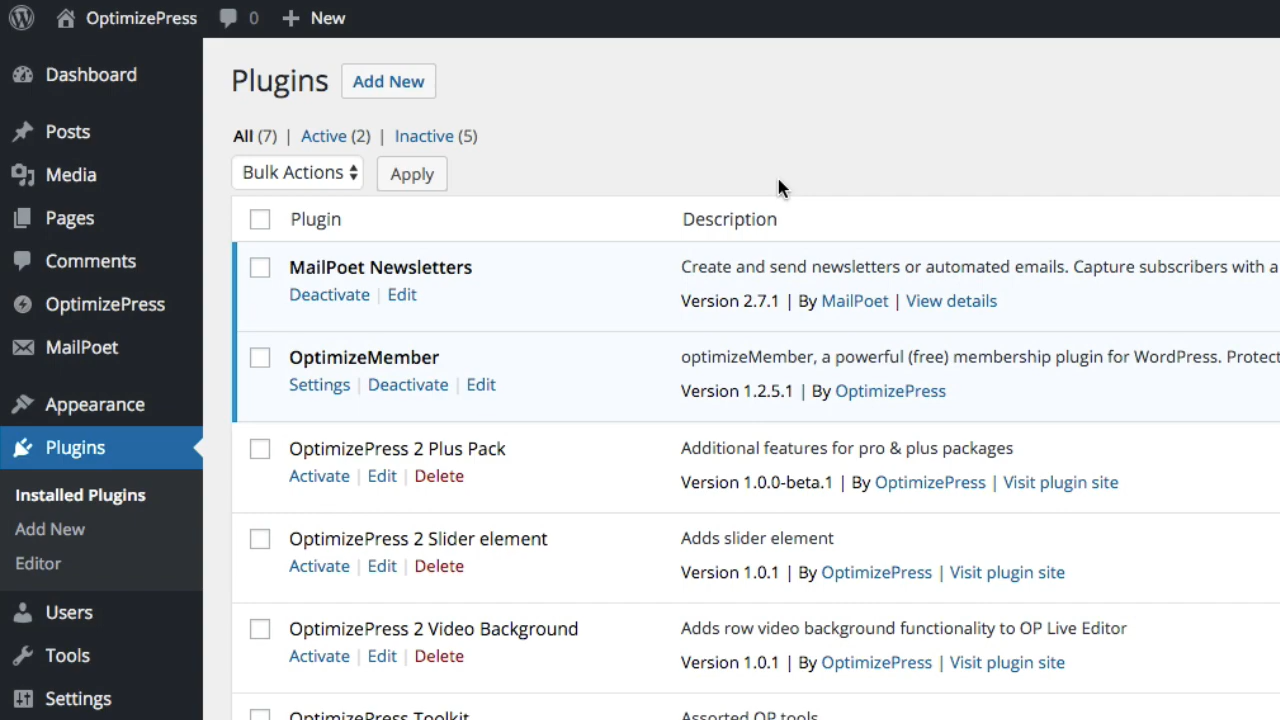 OptimizePress 0 New
Dashboard
Posts
Media
Pages
Comments
OptimizePress
MailPoet
Appearance
Plugins
Installed Plugins
Add New
Editor
Users
Tools
Settings
Plugins Add New
All (7) | Active (2) | Inactive (5)
Bulk Actions Apply
Plugin Description
MailPoet Newsletters
Deactivate | Edit
Create and send newsletters or automated emails. Capture subscribers with a
Version 2.7.1 | By MailPoet | View details
OptimizeMember
Settings | Deactivate | Edit
optimizeMember, a powerful (free) membership plugin for WordPress. Protect
Version 1.2.5.1 | By OptimizePress
OptimizePress 2 Plus Pack
Activate | Edit | Delete
Additional features for pro & plus packages
Version 1.0.0-beta.1 | By OptimizePress | Visit plugin site
OptimizePress 2 Slider element
Activate | Edit | Delete
Adds slider element
Version 1.0.1 | By OptimizePress | Visit plugin site
OptimizePress 2 Video Background
Activate | Edit | Delete
Adds row video background functionality to OP Live Editor
Version 1.0.1 | By OptimizePress | Visit plugin site
OptimizePress Toolkit
Assorted OP tools